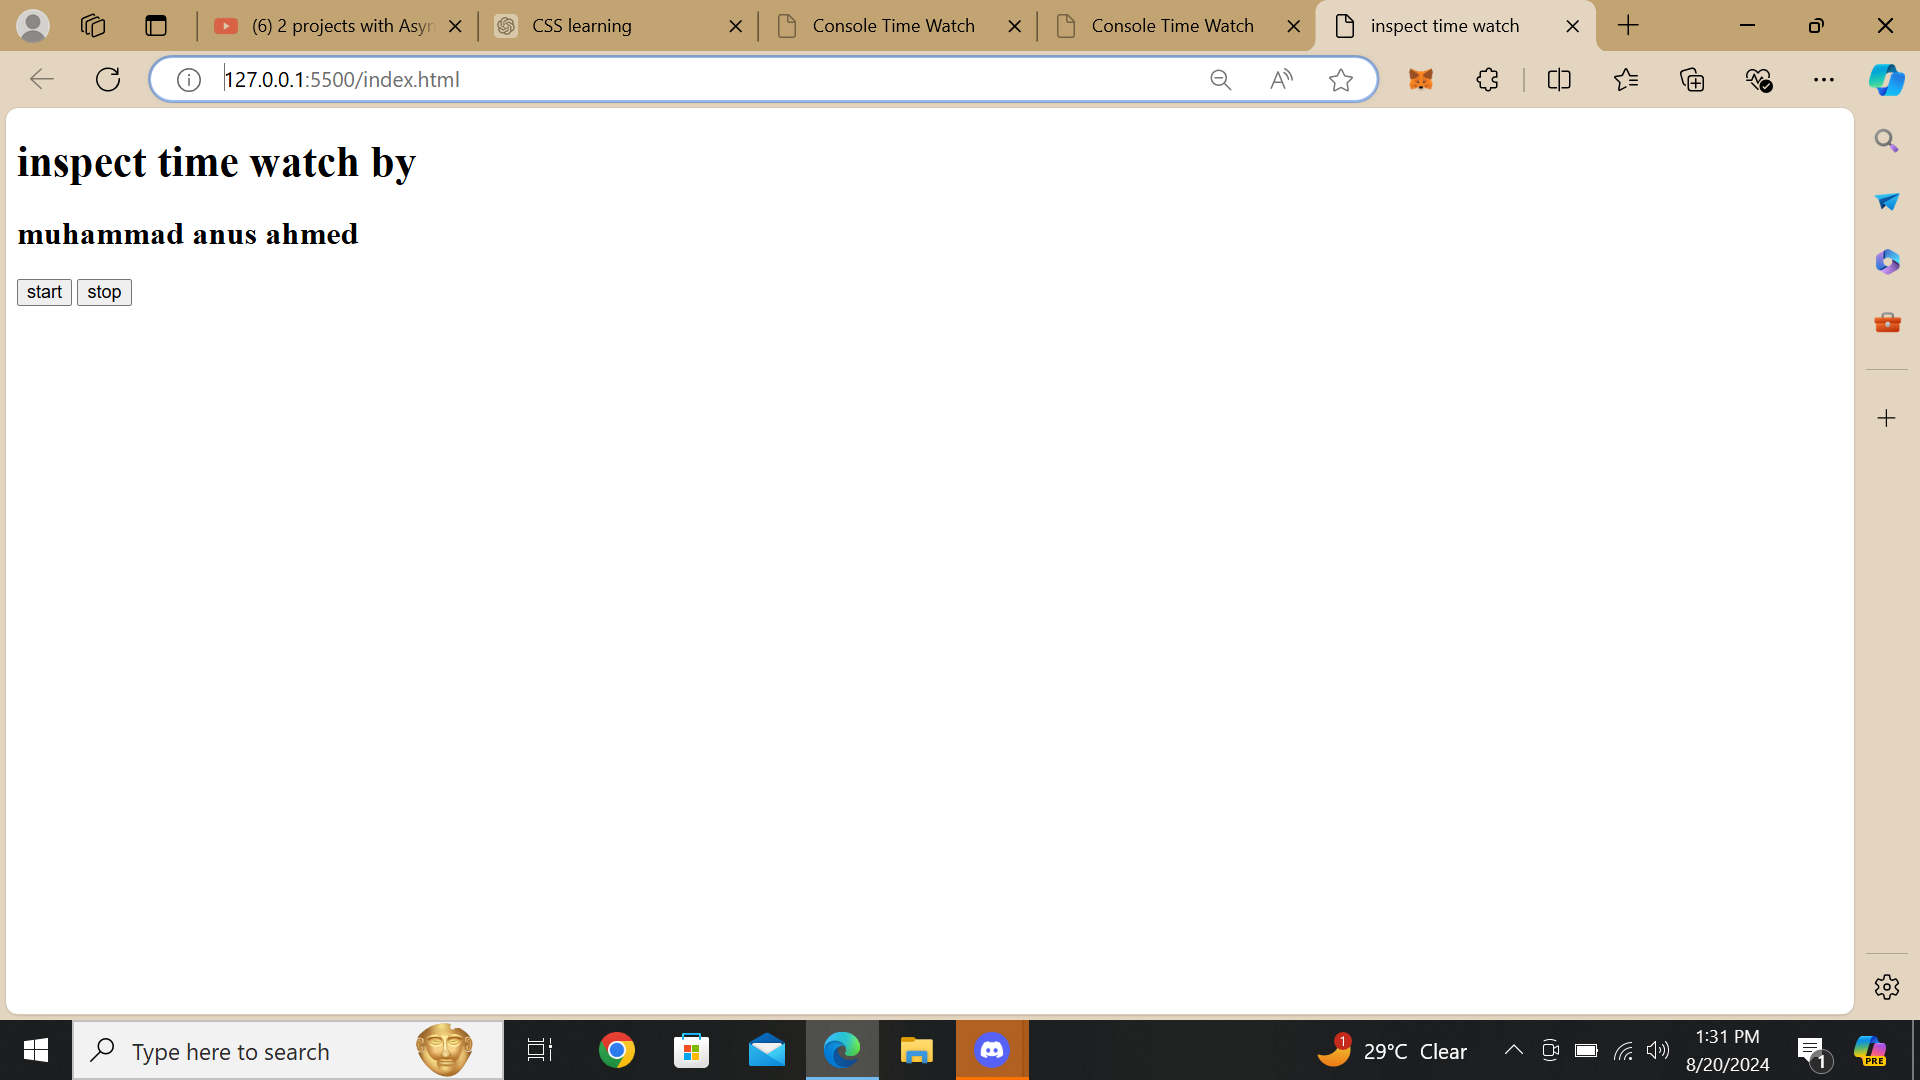 (6) 2 projects with Asyn
CSS learning
Console Time Watch
Console Time Watch
inspect time watch
127.0.0.1:5500/index.html
inspect time watch by
muhammad anus ahmed
start stop
Type here to search
1
29°C Clear
1:31 PM
8/20/2024
1
PRE